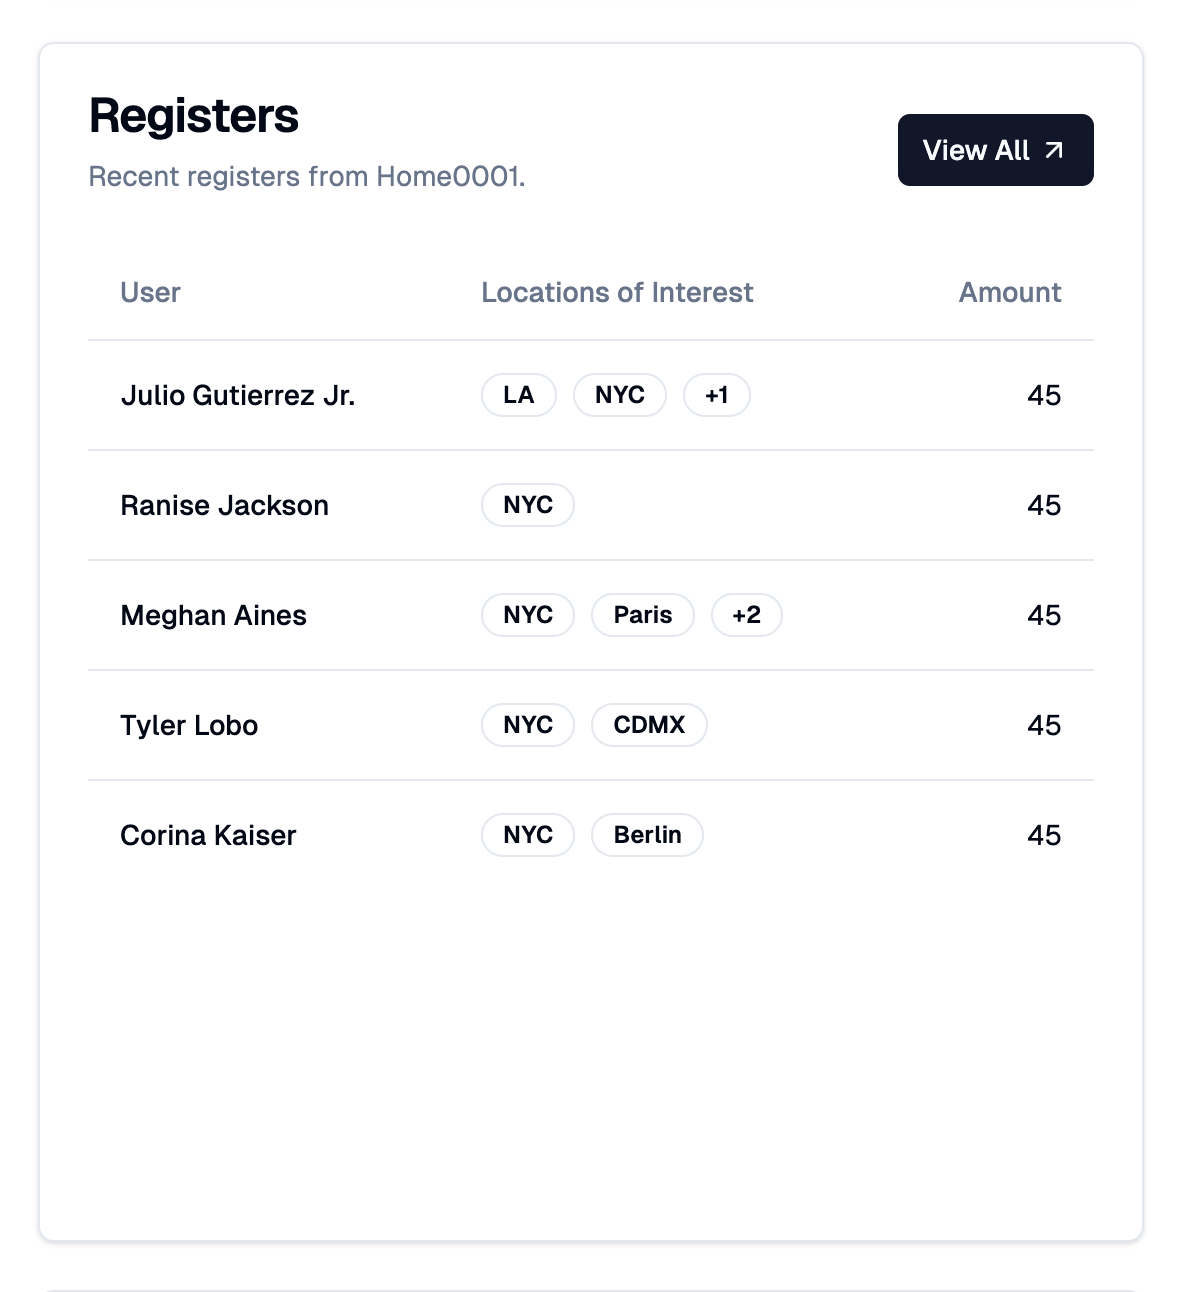 Registers
Recent registers from Home0001.
View All
User Locations of Interest Amount
Julio Gutierrez Jr. LA NYC +1 45
Ranise Jackson NYC 45
Meghan Aines NYC Paris +2 45
Tyler Lobo NYC CDMX 45
Corina Kaiser NYC Berlin 45